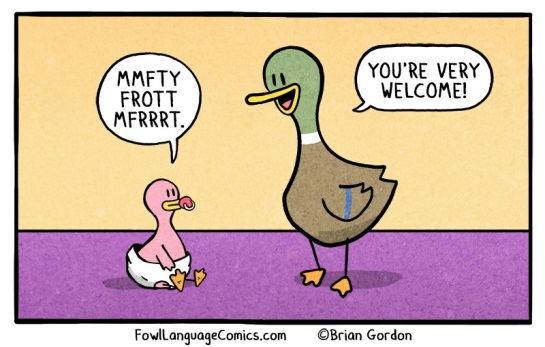 MMFTY
FROTT
MFRRRT.
YOU'RE VERY
WELCOME!
FowlLanguageComics.com ©Brian Gordon